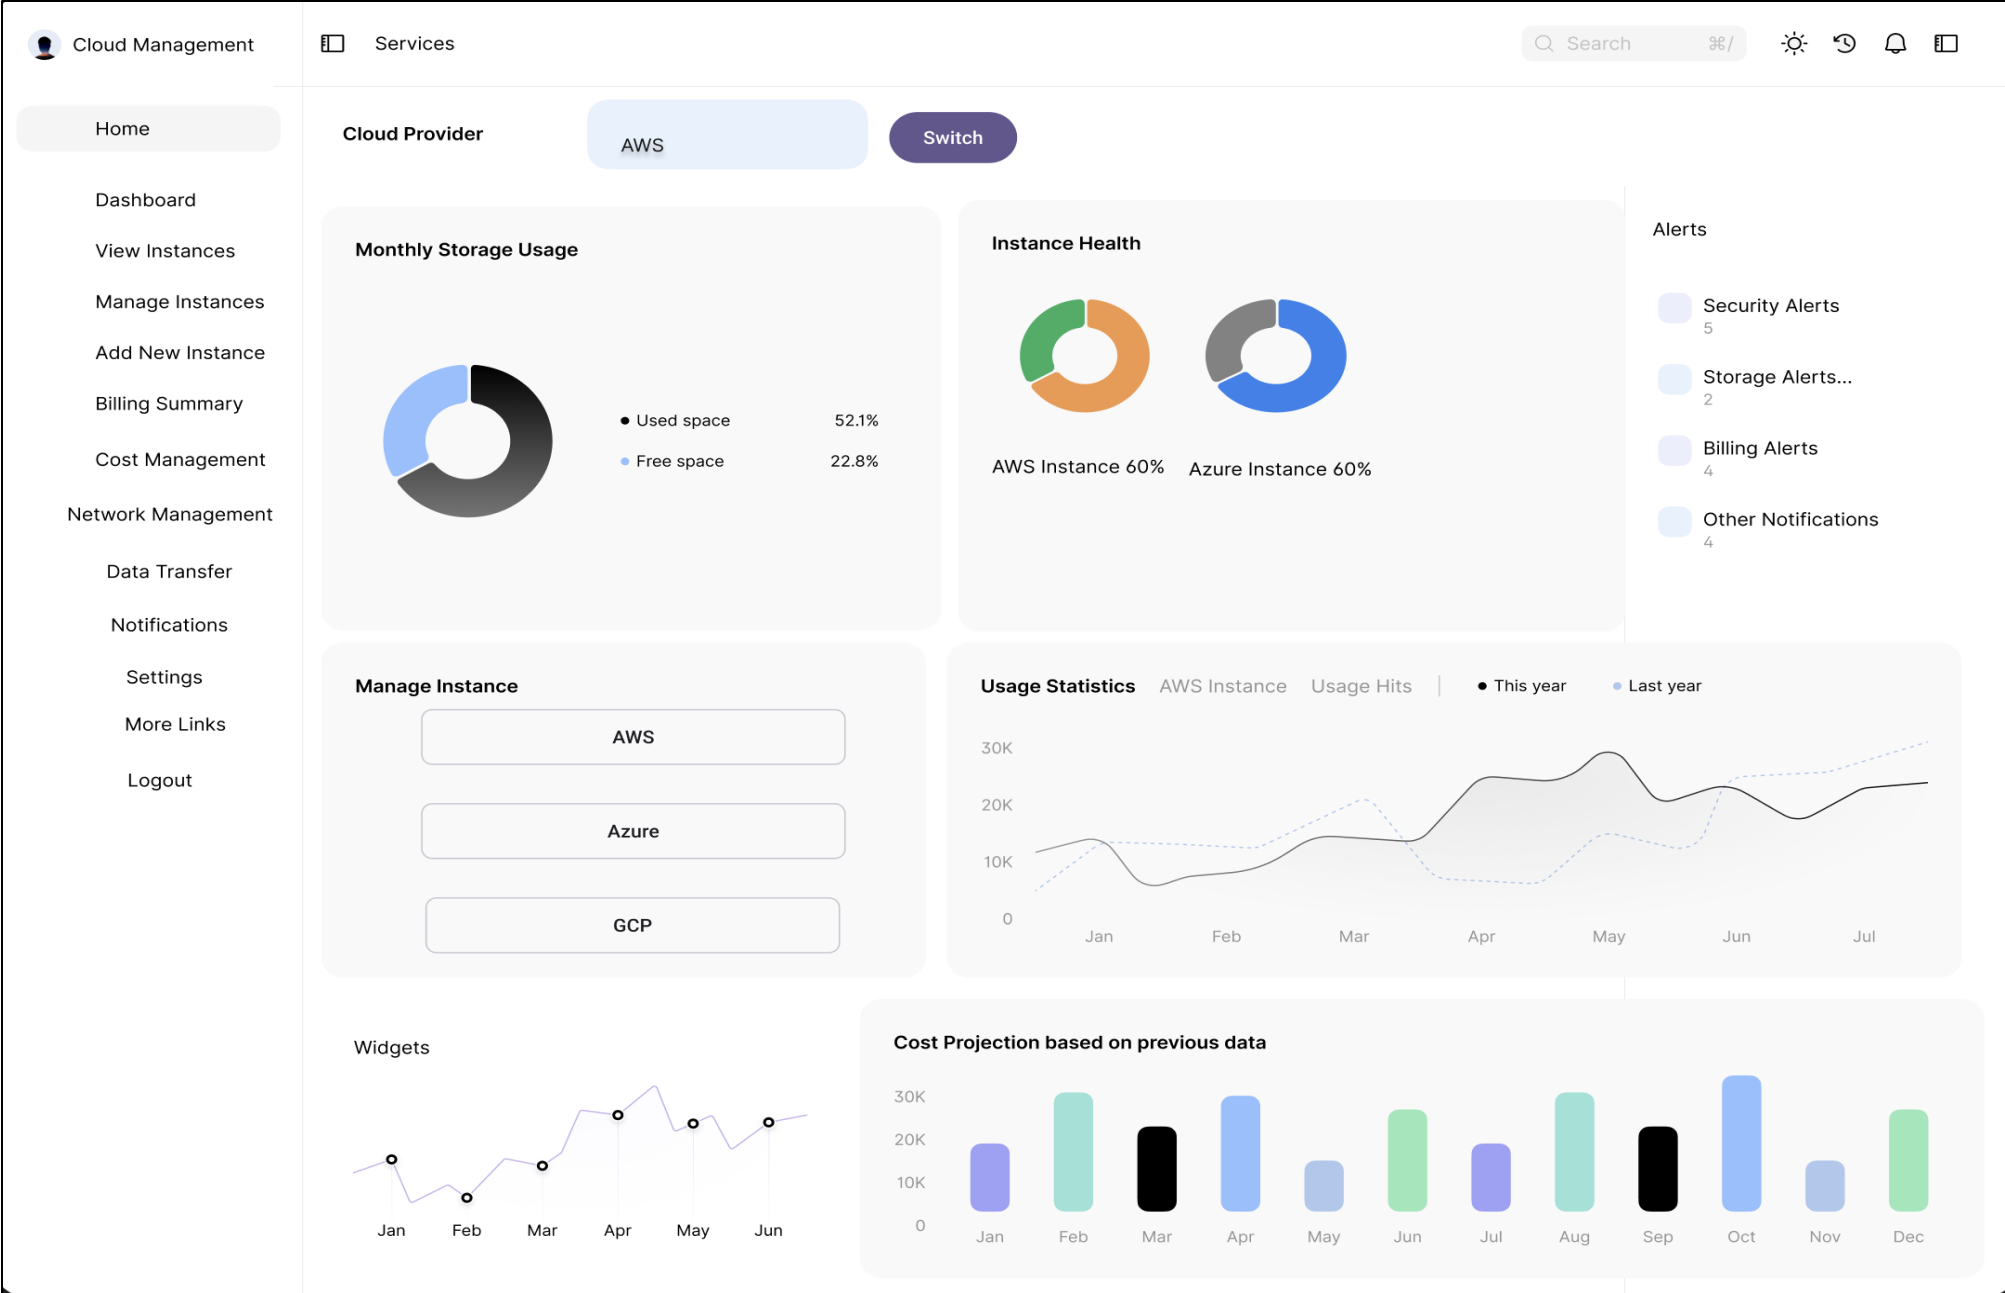 Cloud Management
Services
Search
⌘/
Home
Dashboard
View Instances
Manage Instances
Add New Instance
Billing Summary
Cost Management
Network Management
Data Transfer
Notifications
Settings
More Links
Logout
Cloud Provider
AWS
Switch
Monthly Storage Usage
Used space 52.1%
Free space 22.8%
Instance Health
AWS Instance 60%
Azure Instance 60%
Alerts
Security Alerts
5
Storage Alerts...
2
Billing Alerts
4
Other Notifications
4
Manage Instance
AWS
Azure
GCP
Usage Statistics AWS Instance Usage Hits This year Last year
30K
20K
10K
0
Jan Feb Mar Apr May Jun Jul
Widgets
Jan Feb Mar Apr May Jun
Cost Projection based on previous data
30K
20K
10K
0
Jan Feb Mar Apr May Jun Jul Aug Sep Oct Nov Dec